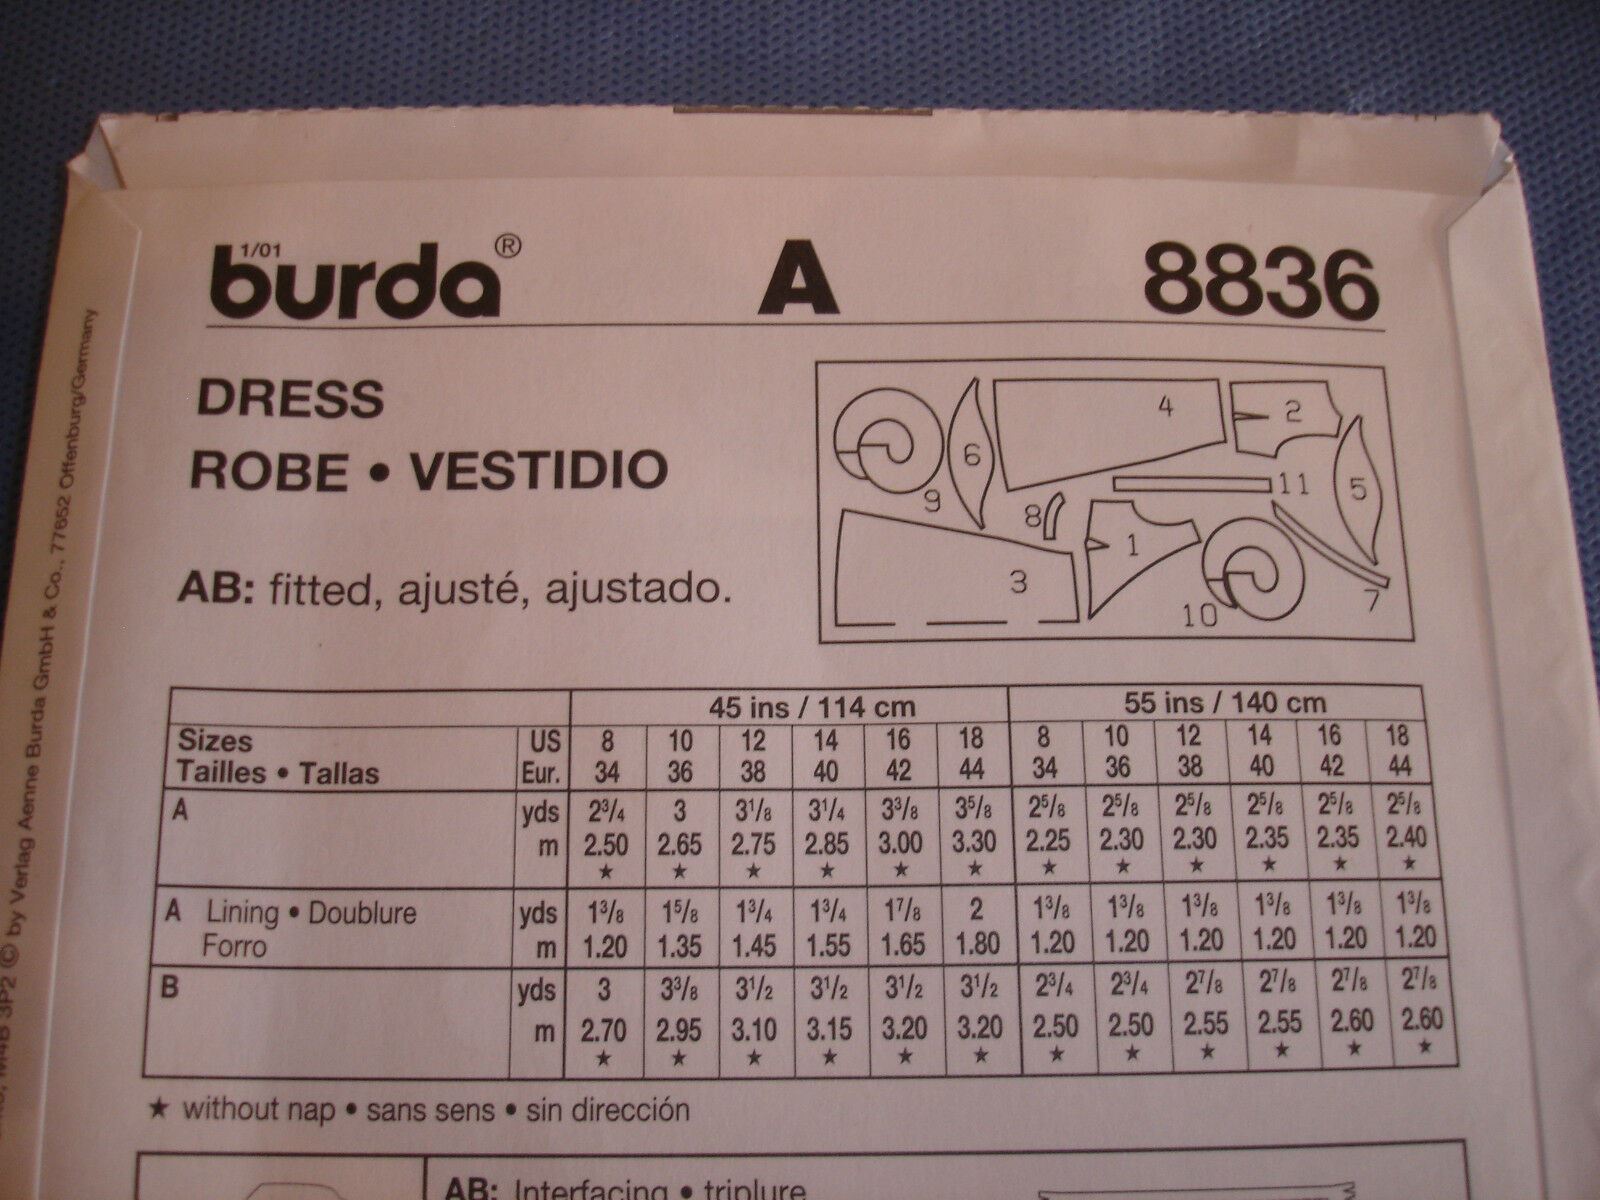 1/01
burda® A 8836
DRESS
ROBE • VESTIDIO
AB: fitted, ajusté, ajustado.
4
2
6
5
9
11
8
1
3
10
7
45 ins / 114 cm 55 ins / 140 cm
Sizes US 8 10 12 14 16 18 8 10 12 14 16 18
Tailles • Tallas Eur. 34 36 38 40 42 44 34 36 38 40 42 44
A yds 2³/₄ 3 3¹/₈ 3¹/₄ 3³/₈ 3⁵/₈ 2⁵/₈ 2⁵/₈ 2⁵/₈ 2⁵/₈ 2⁵/₈ 2⁵/₈
m 2.50 2.65 2.75 2.85 3.00 3.30 2.25 2.30 2.30 2.35 2.35 2.40
★ ★ ★ ★ ★ ★ ★ ★ ★ ★ ★ ★
A Lining • Doublure yds 1³/₈ 1⁵/₈ 1³/₄ 1³/₄ 1⁷/₈ 2 1³/₈ 1³/₈ 1³/₈ 1³/₈ 1³/₈ 1³/₈
Forro m 1.20 1.35 1.45 1.55 1.65 1.80 1.20 1.20 1.20 1.20 1.20 1.20
B yds 3 3³/₈ 3¹/₂ 3¹/₂ 3¹/₂ 3¹/₂ 2³/₄ 2³/₄ 2⁷/₈ 2⁷/₈ 2⁷/₈ 2⁷/₈
m 2.70 2.95 3.10 3.15 3.20 3.20 2.50 2.50 2.55 2.55 2.60 2.60
★ ★ ★ ★ ★ ★ ★ ★ ★ ★ ★ ★
★ without nap • sans sens • sin dirección
AB: Interfacing • triplure
M4B 3P2 © by Verlag Aenne Burda GmbH & Co., 77652 Offenburg/Germany